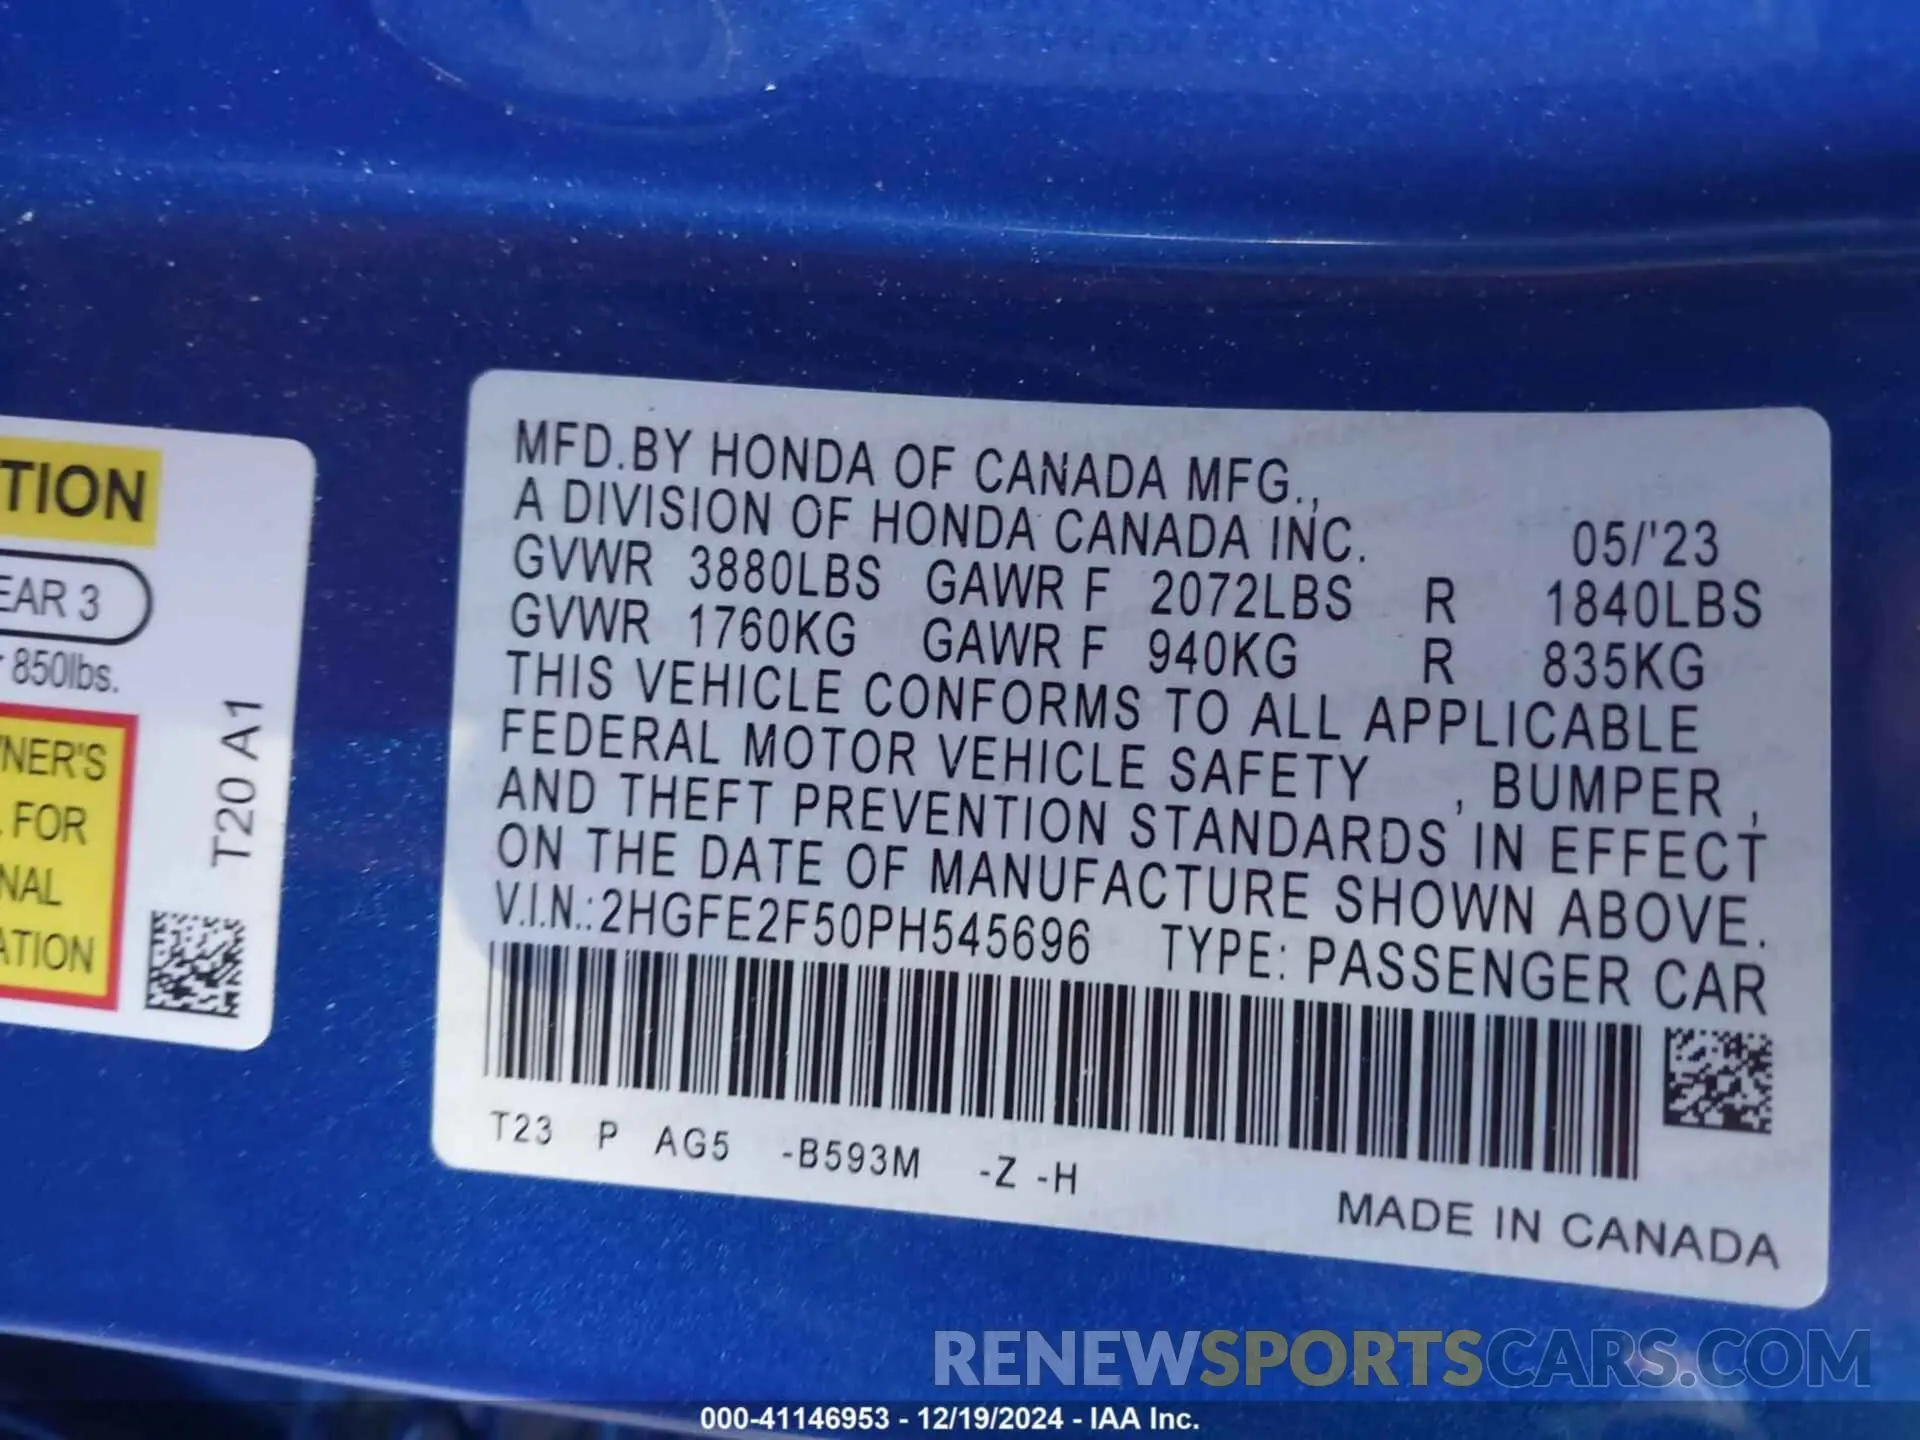 TION
EAR 3
850lbs.
NER'S
FOR
NAL
ATION
T20 A1
MFD.BY HONDA OF CANADA MFG.,
A DIVISION OF HONDA CANADA INC. 05/'23
GVWR 3880LBS GAWR F 2072LBS R 1840LBS
GVWR 1760KG GAWR F 940KG R 835KG
THIS VEHICLE CONFORMS TO ALL APPLICABLE
FEDERAL MOTOR VEHICLE SAFETY , BUMPER ,
AND THEFT PREVENTION STANDARDS IN EFFECT
ON THE DATE OF MANUFACTURE SHOWN ABOVE.
V.I.N.:2HGFE2F50PH545696 TYPE: PASSENGER CAR
T23 P AG5 -B593M -Z -H
MADE IN CANADA
RENEWSPORTSCARS.COM
000-41146953 - 12/19/2024 - IAA Inc.